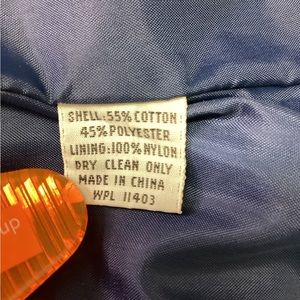 SHELL:55% COTTON
45% POLYESTER
LINING:100% NYLON
DRY CLEAN ONLY
MADE IN CHINA
WPL 11403